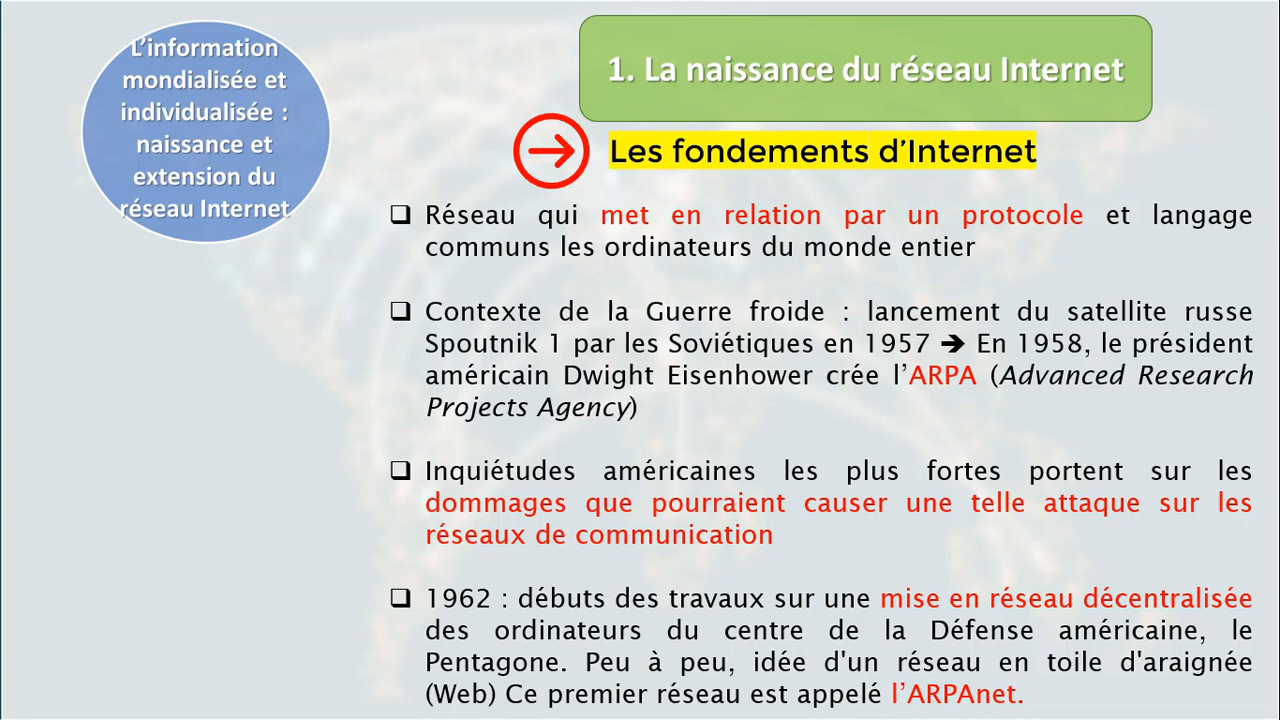 L’information
mondialisée et
individualisée :
naissance et
extension du
réseau Internet
1. La naissance du réseau Internet
Les fondements d’Internet
❑ Réseau qui met en relation par un protocole et langage
communs les ordinateurs du monde entier
❑ Contexte de la Guerre froide : lancement du satellite russe
Spoutnik 1 par les Soviétiques en 1957 ➔ En 1958, le président
américain Dwight Eisenhower crée l’ARPA (Advanced Research
Projects Agency)
❑ Inquiétudes américaines les plus fortes portent sur les
dommages que pourraient causer une telle attaque sur les
réseaux de communication
❑ 1962 : débuts des travaux sur une mise en réseau décentralisée
des ordinateurs du centre de la Défense américaine, le
Pentagone. Peu à peu, idée d'un réseau en toile d'araignée
(Web) Ce premier réseau est appelé l’ARPAnet.